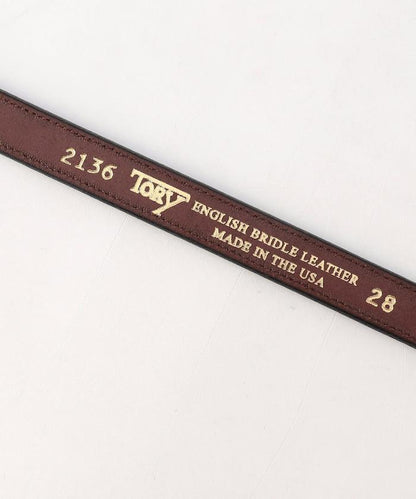 2136
TORY
ENGLISH BRIDLE LEATHER
MADE IN THE USA
28